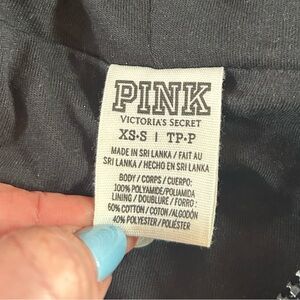 PINK
VICTORIA'S SECRET
XS-S | TP-P
MADE IN SRI LANKA / FAIT AU
SRI LANKA / HECHO EN SRI LANKA
BODY / CORPS / CUERPO:
100% POLYAMIDE/POLIAMIDA
LINING / DOUBLURE / FORRO :
60% COTTON / COTON /ALGODÓN
40% POLYESTER / POLIÉSTER